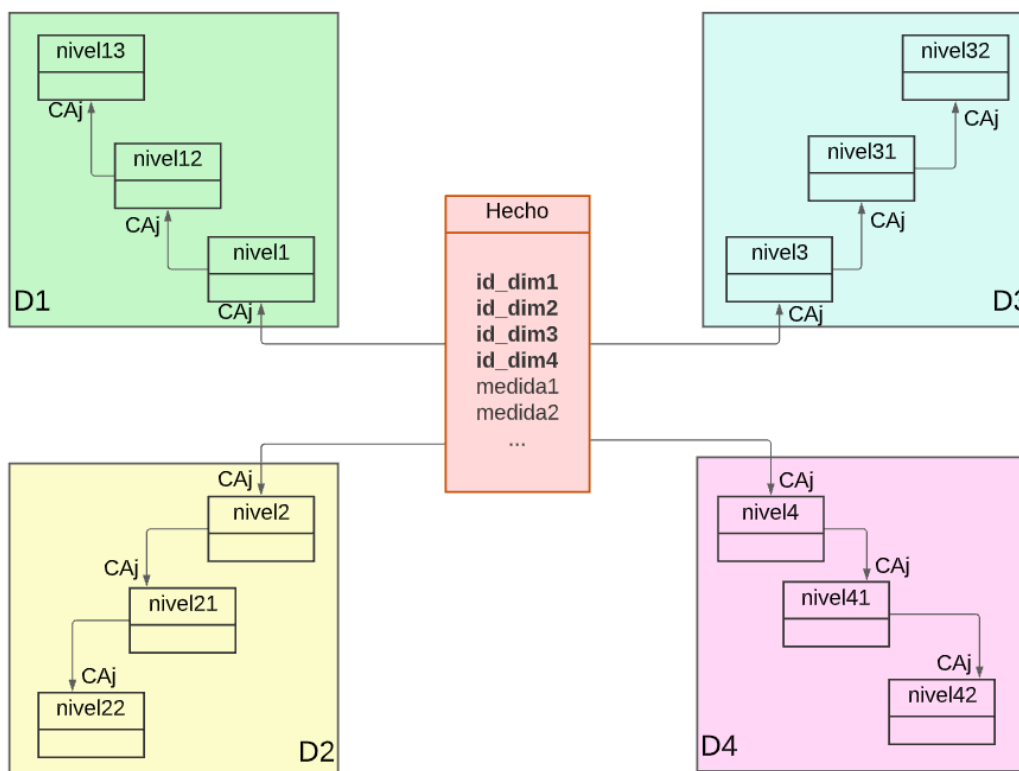 nivel13
CAj
nivel12
CAj
nivel1
D1
CAj
Hecho
id_dim1
id_dim2
id_dim3
id_dim4
medida1
medida2
...
nivel32
CAj
nivel31
CAj
nivel3
D3
CAj
CAj
nivel2
CAj
nivel21
CAj
nivel22
D2
CAj
nivel4
CAj
nivel41
CAj
nivel42
D4